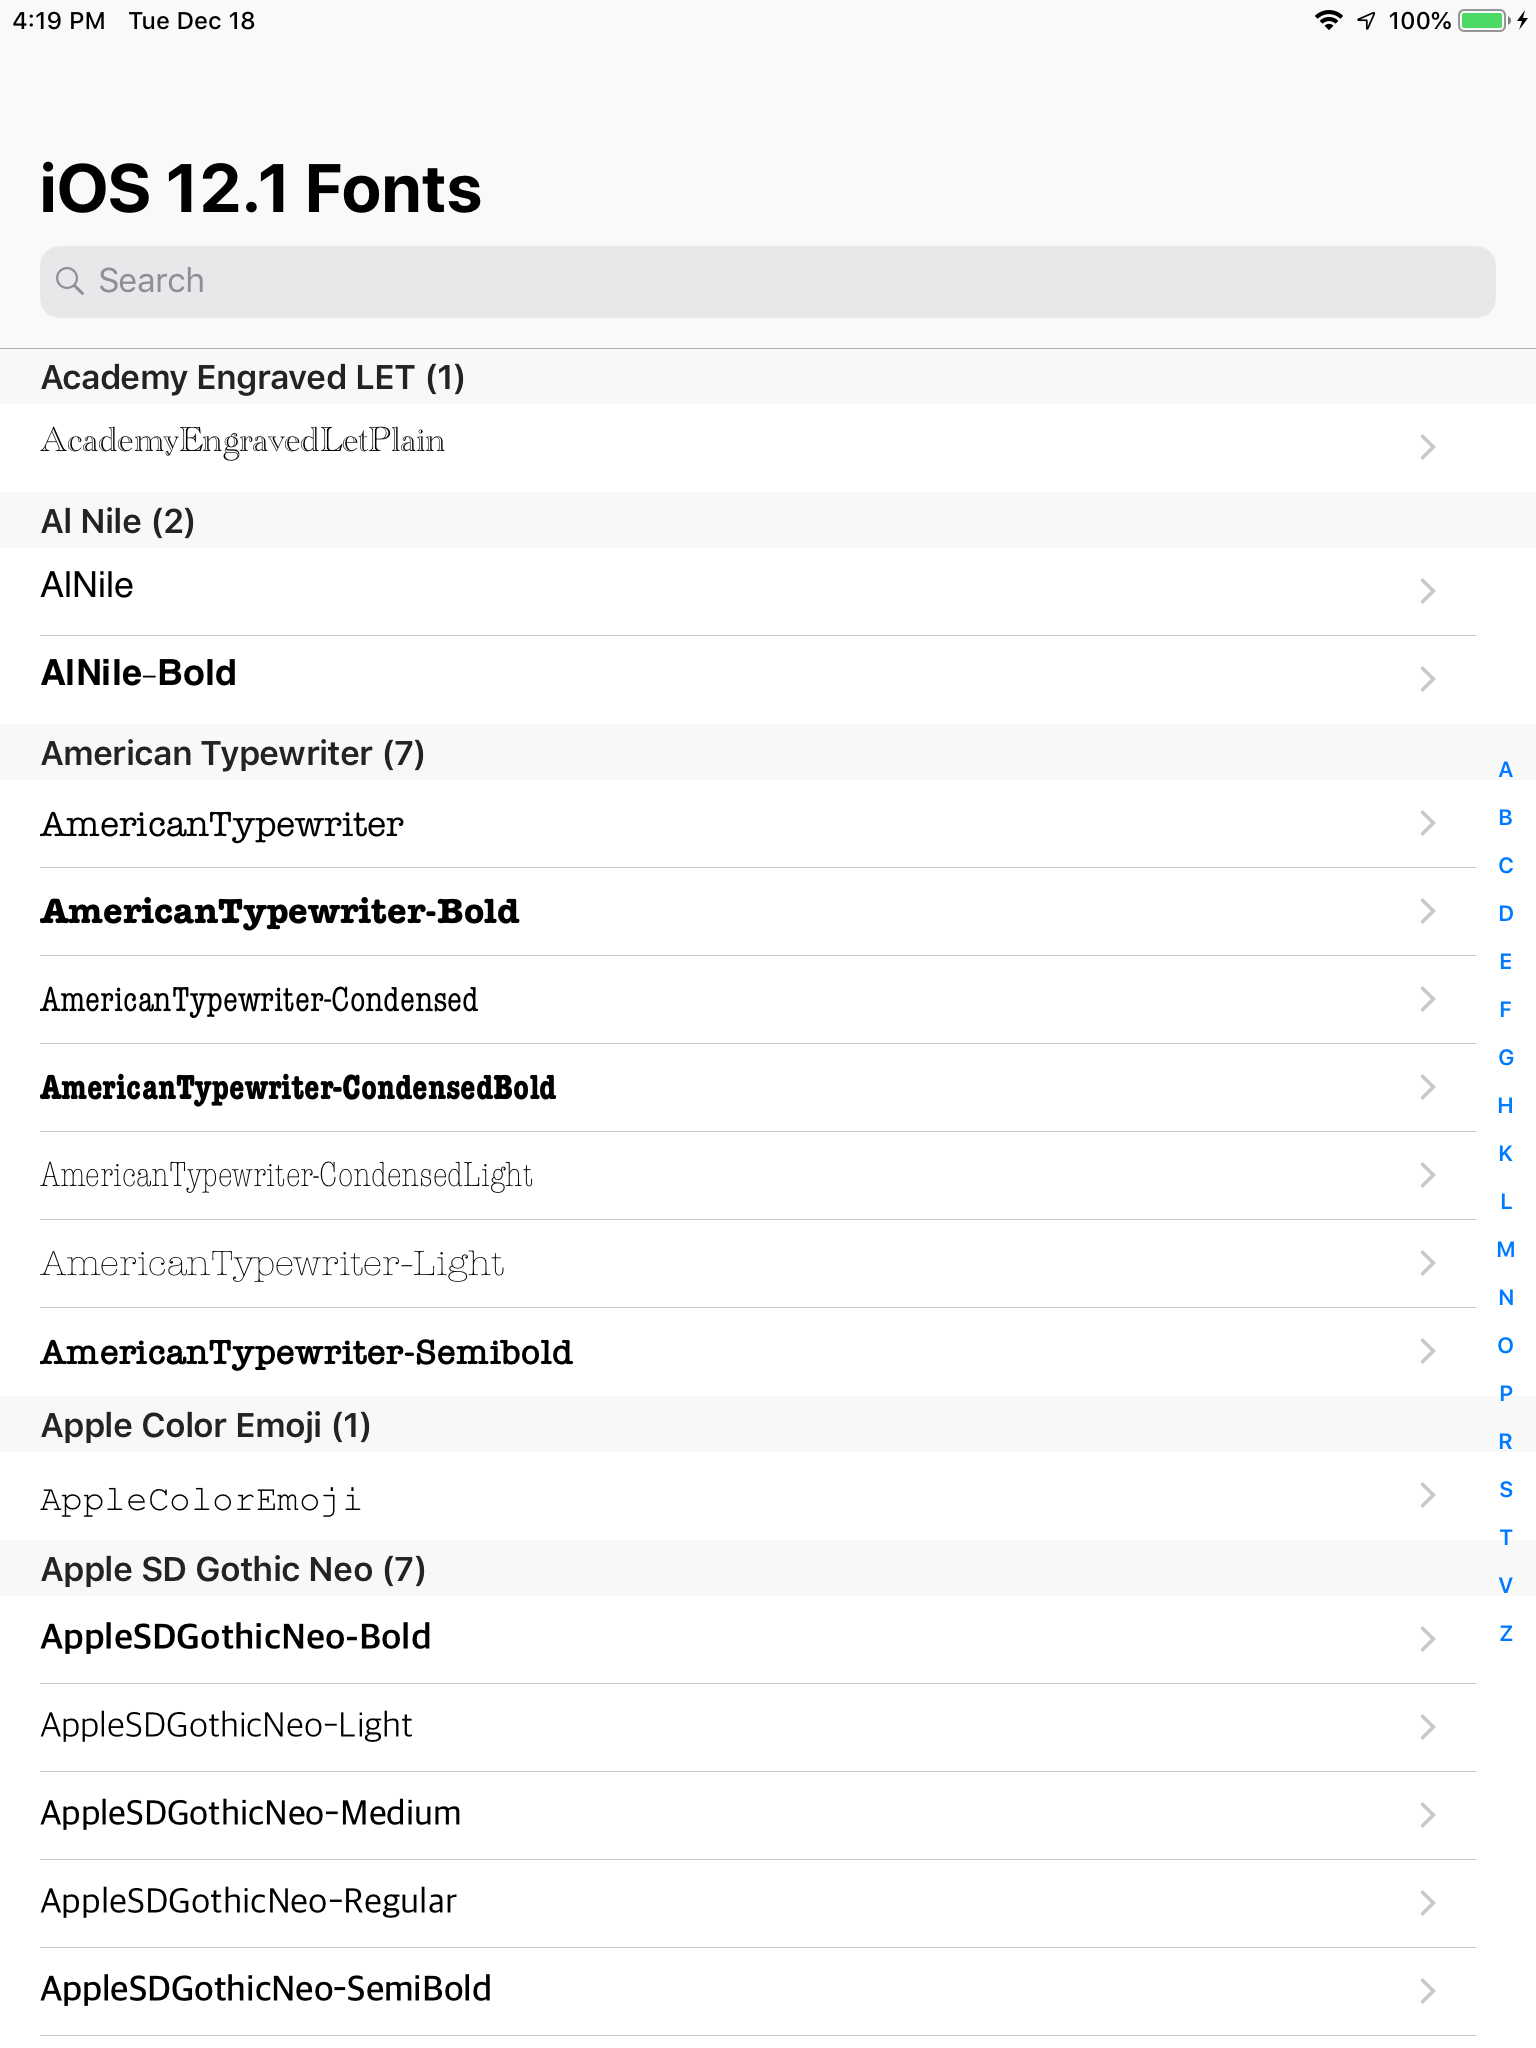 4:19 PM Tue Dec 18 100%
iOS 12.1 Fonts
Search
Academy Engraved LET (1)
AcademyEngravedLetPlain
Al Nile (2)
AlNile
AlNile-Bold
American Typewriter (7)
AmericanTypewriter
AmericanTypewriter-Bold
AmericanTypewriter-Condensed
AmericanTypewriter-CondensedBold
AmericanTypewriter-CondensedLight
AmericanTypewriter-Light
AmericanTypewriter-Semibold
Apple Color Emoji (1)
AppleColorEmoji
Apple SD Gothic Neo (7)
AppleSDGothicNeo-Bold
AppleSDGothicNeo-Light
AppleSDGothicNeo-Medium
AppleSDGothicNeo-Regular
AppleSDGothicNeo-SemiBold
A
B
C
D
E
F
G
H
K
L
M
N
O
P
R
S
T
V
Z